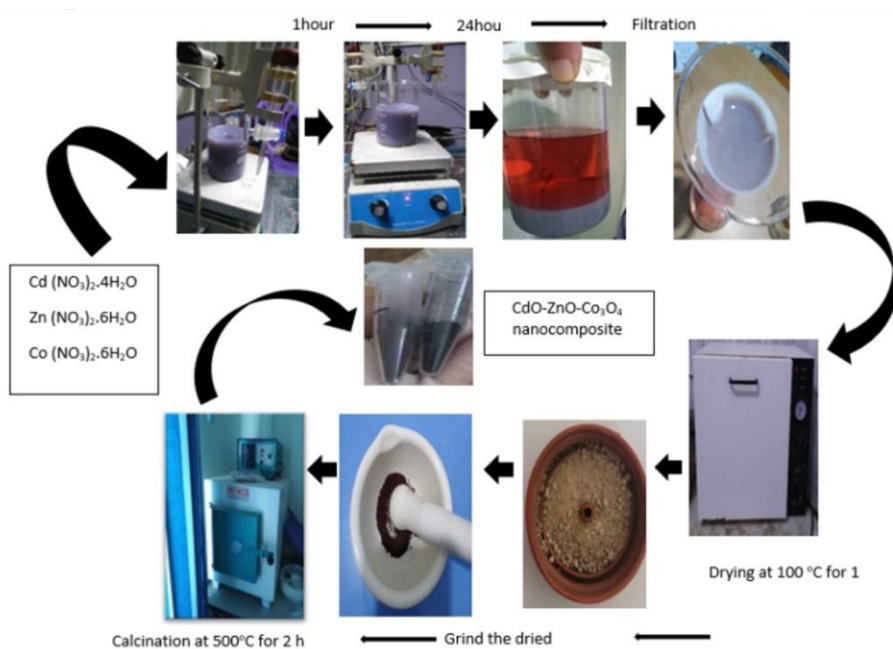 1hour
24hou
Filtration
Cd (NO₃)₂.4H₂O
Zn (NO₃)₂.6H₂O
Co (NO₃)₂.6H₂O
CdO-ZnO-Co₃O₄
nanocomposite
Drying at 100 °C for 1
Grind the dried
Calcination at 500°C for 2 h